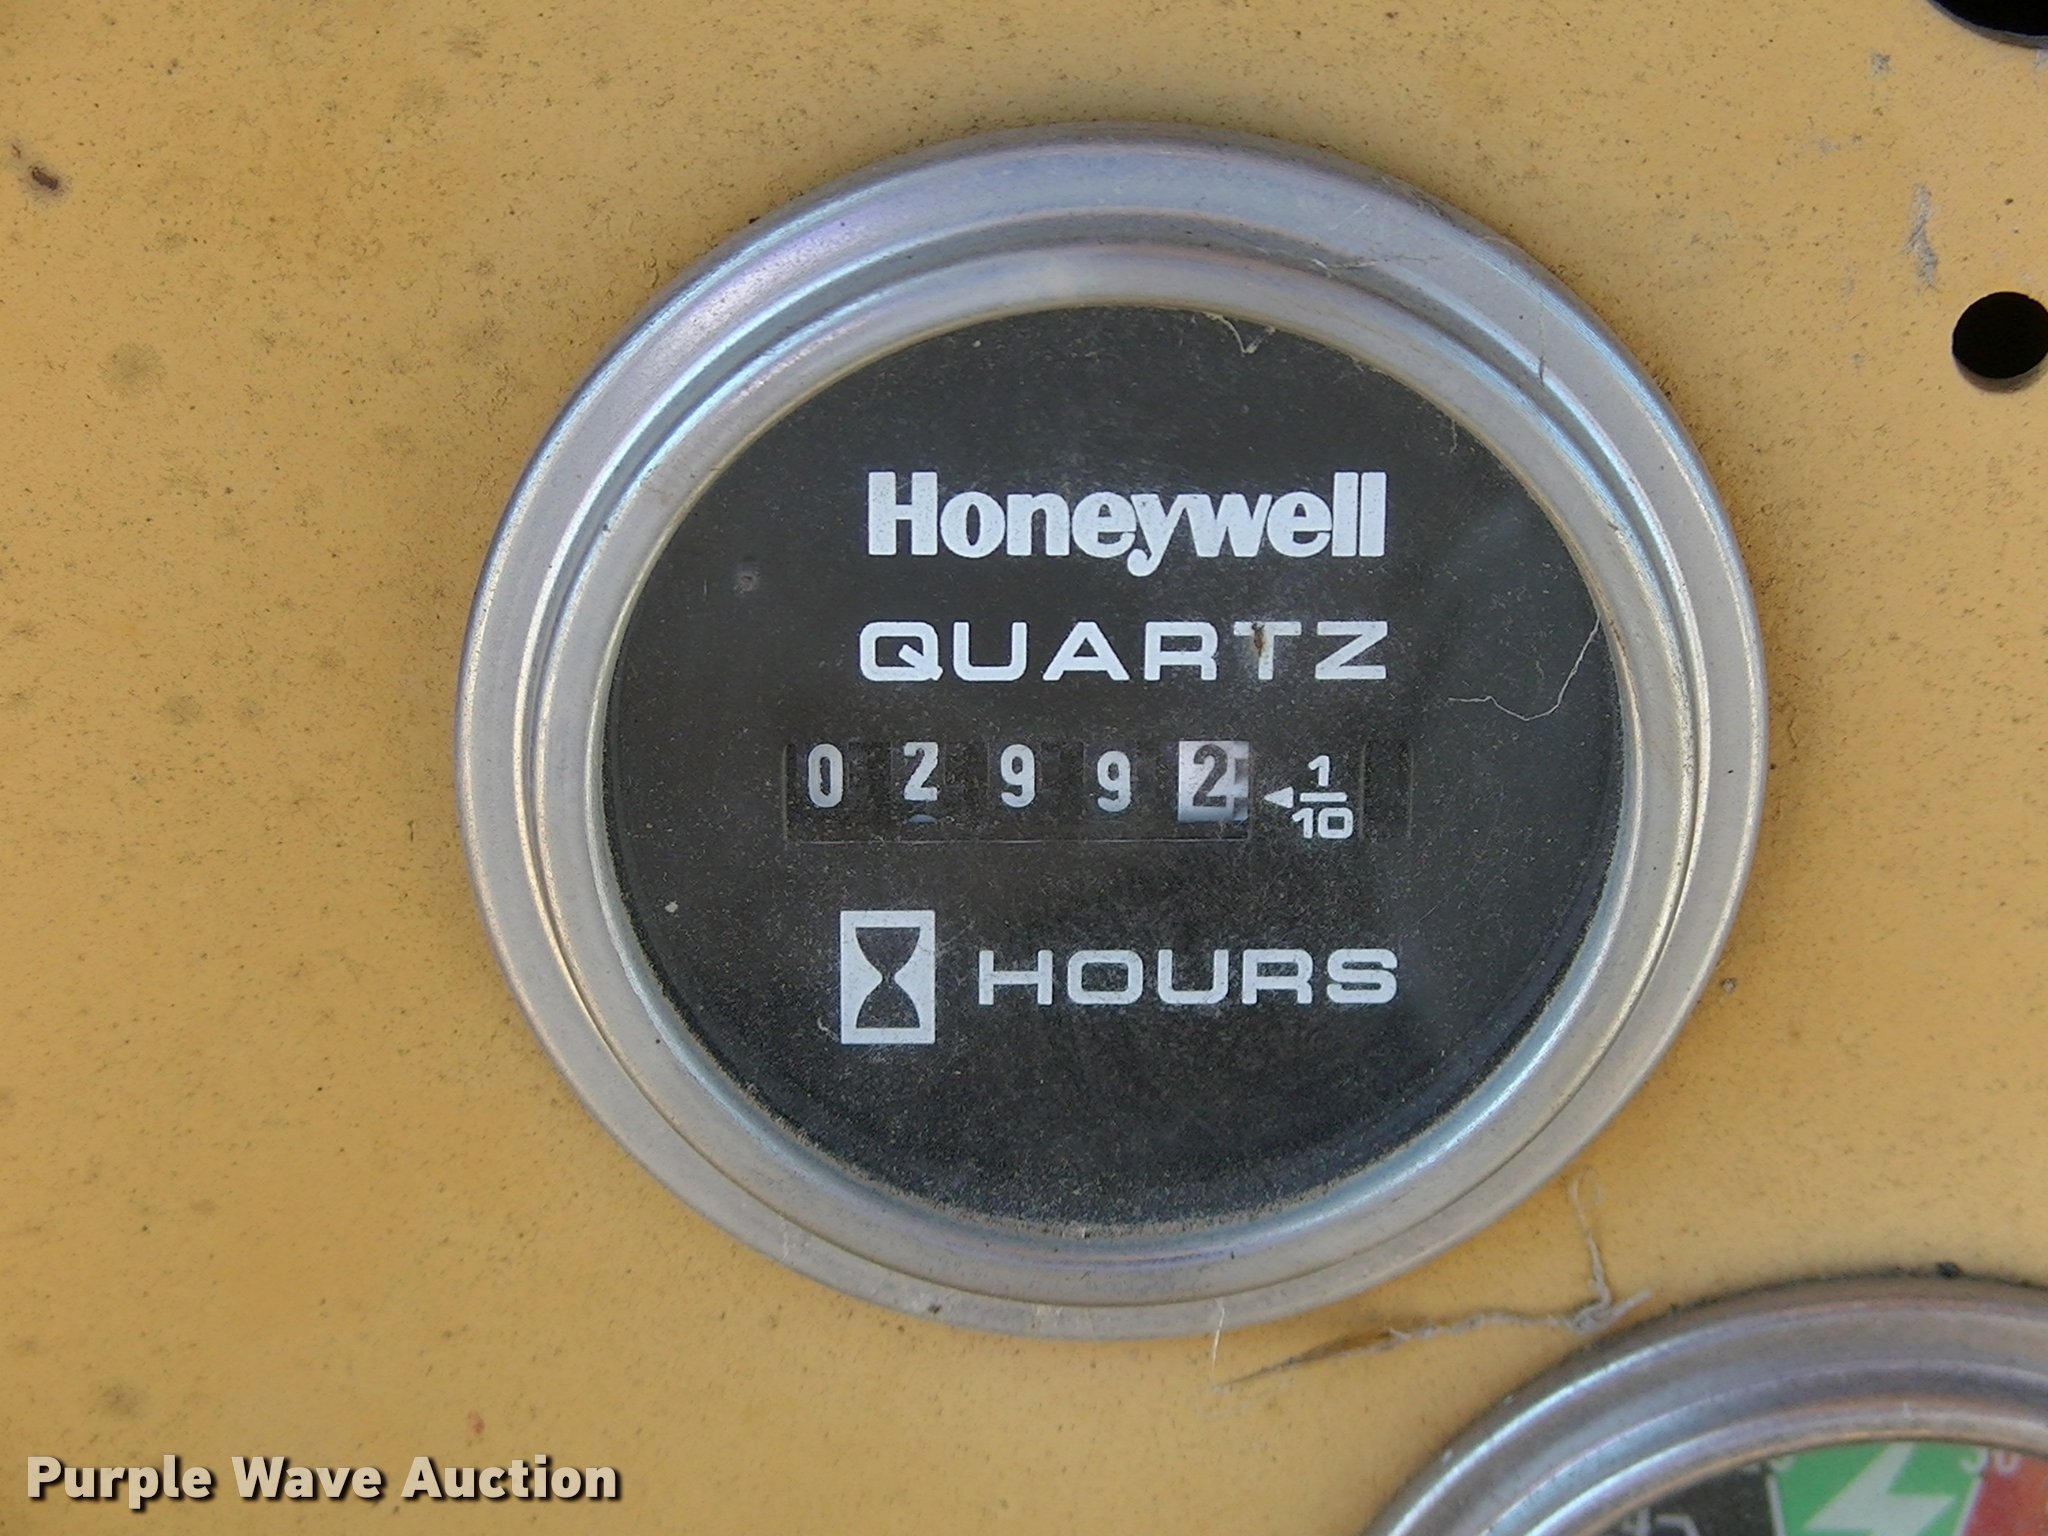 Honeywell
QUARTZ
0 2 9 9 2 ◄ 1/10
HOURS
Purple Wave Auction